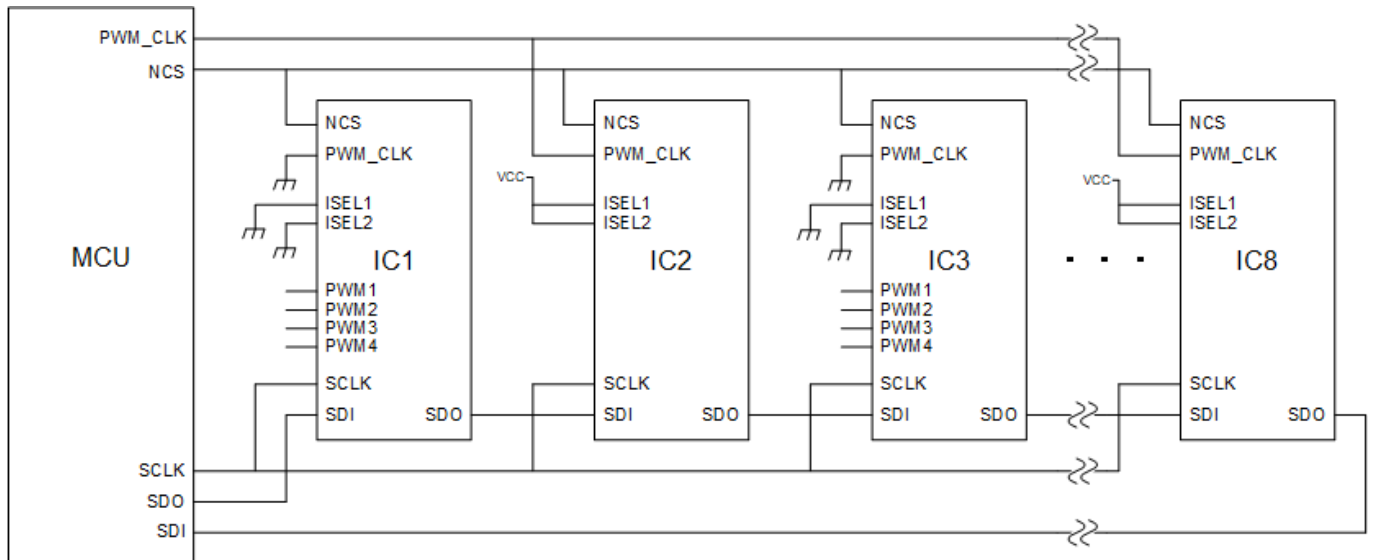 PWM_CLK
NCS
MCU
SCLK
SDO
SDI
NCS
PWM_CLK
ISEL1
ISEL2
IC1
PWM1
PWM2
PWM3
PWM4
SCLK
SDI SDO
NCS
PWM_CLK
VCC
ISEL1
ISEL2
IC2
SCLK
SDI SDO
NCS
PWM_CLK
ISEL1
ISEL2
IC3
PWM1
PWM2
PWM3
PWM4
SCLK
SDI SDO
. . .
NCS
PWM_CLK
VCC
ISEL1
ISEL2
IC8
SCLK
SDI SDO